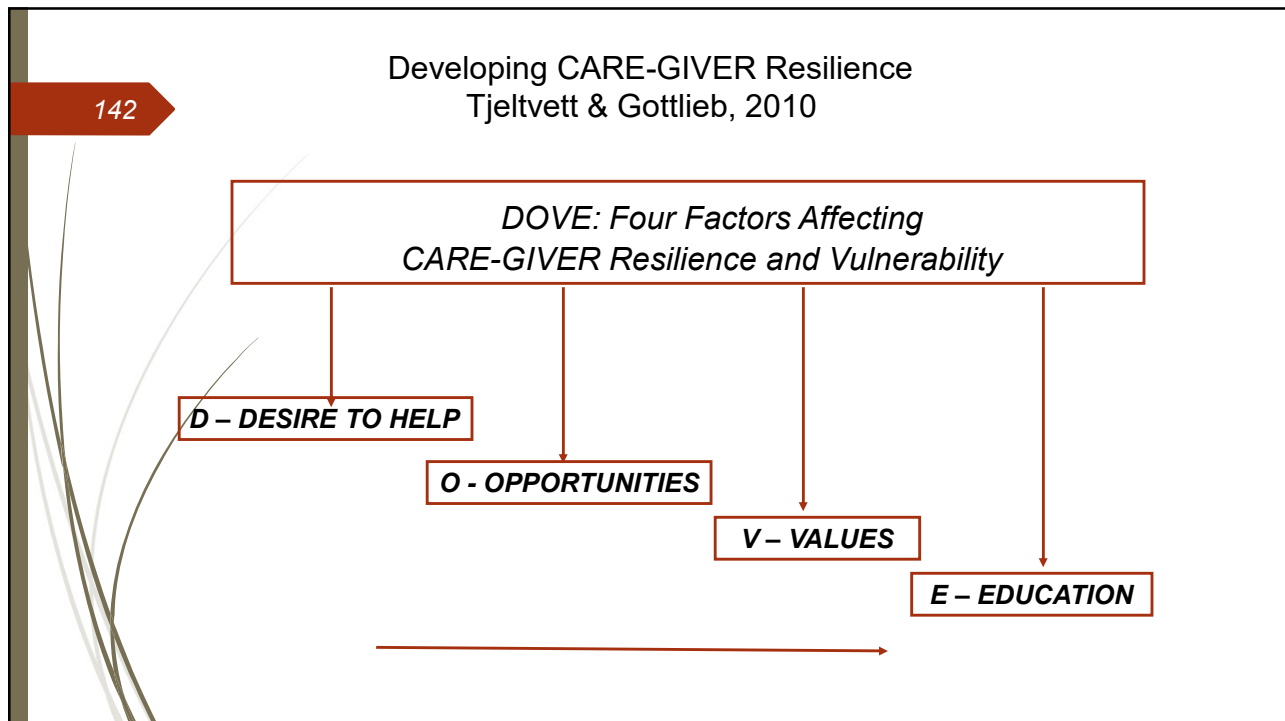 142
Developing CARE-GIVER Resilience
Tjeltvett & Gottlieb, 2010
DOVE: Four Factors Affecting
CARE-GIVER Resilience and Vulnerability
D – DESIRE TO HELP
O - OPPORTUNITIES
V – VALUES
E – EDUCATION